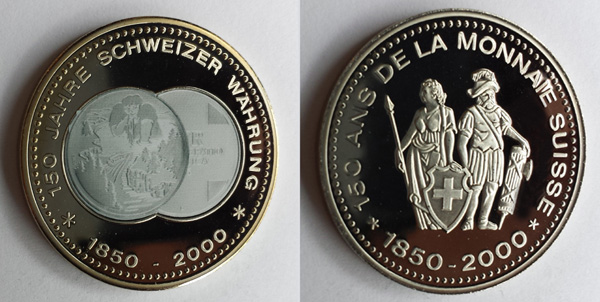 * 150 JAHRE SCHWEIZER WÄHRUNG *
1850 - 2000
* 150 ANS DE LA MONNAIE SUISSE *
1850 - 2000